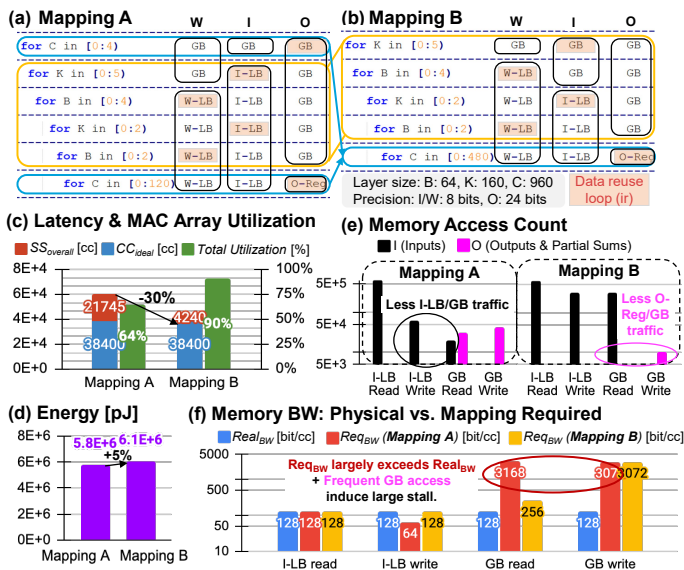 (a) Mapping A W I O
for C in [0:4) GB GB GB
for K in [0:5) GB I-LB GB
for B in [0:4) W-LB I-LB GB
for K in [0:2) W-LB I-LB GB
for B in [0:2) W-LB I-LB GB
for C in [0:120) W-LB I-LB O-Reg
(b) Mapping B W I O
for K in [0:5) GB GB GB
for B in [0:4) W-LB GB GB
for K in [0:2) W-LB I-LB GB
for B in [0:2) W-LB I-LB GB
for C in [0:480) W-LB I-LB O-Reg
Layer size: B: 64, K: 160, C: 960
Precision: I/W: 8 bits, O: 24 bits
Data reuse
loop (ir)
(c) Latency & MAC Array Utilization
SSoverall [cc] CCideal [cc] Total Utilization [%]
8E+4 100%
6E+4 75%
4E+4 50%
2E+4 25%
0E+0 0%
21745 -30% 4240
38400 64% 38400 90%
Mapping A Mapping B
(e) Memory Access Count
I (Inputs) O (Outputs & Partial Sums)
5E+5
5E+4
5E+3
Mapping A Mapping B
Less I-LB/GB traffic
Less O-
Reg/GB
traffic
I-LB Read I-LB Write GB Read GB Write I-LB Read I-LB Write GB Read GB Write
(d) Energy [pJ]
8E+6
6E+6
4E+6
2E+6
0E+0
5.8E+6 6.1E+6
+5%
Mapping A Mapping B
(f) Memory BW: Physical vs. Mapping Required
RealBW [bit/cc] ReqBW (Mapping A) [bit/cc] ReqBW (Mapping B) [bit/cc]
5000
500
50
10
ReqBW largely exceeds RealBW
+ Frequent GB access
induce large stall.
128 128 128 128 64 128 128 3168 256 128 3072 3072
I-LB read I-LB write GB read GB write